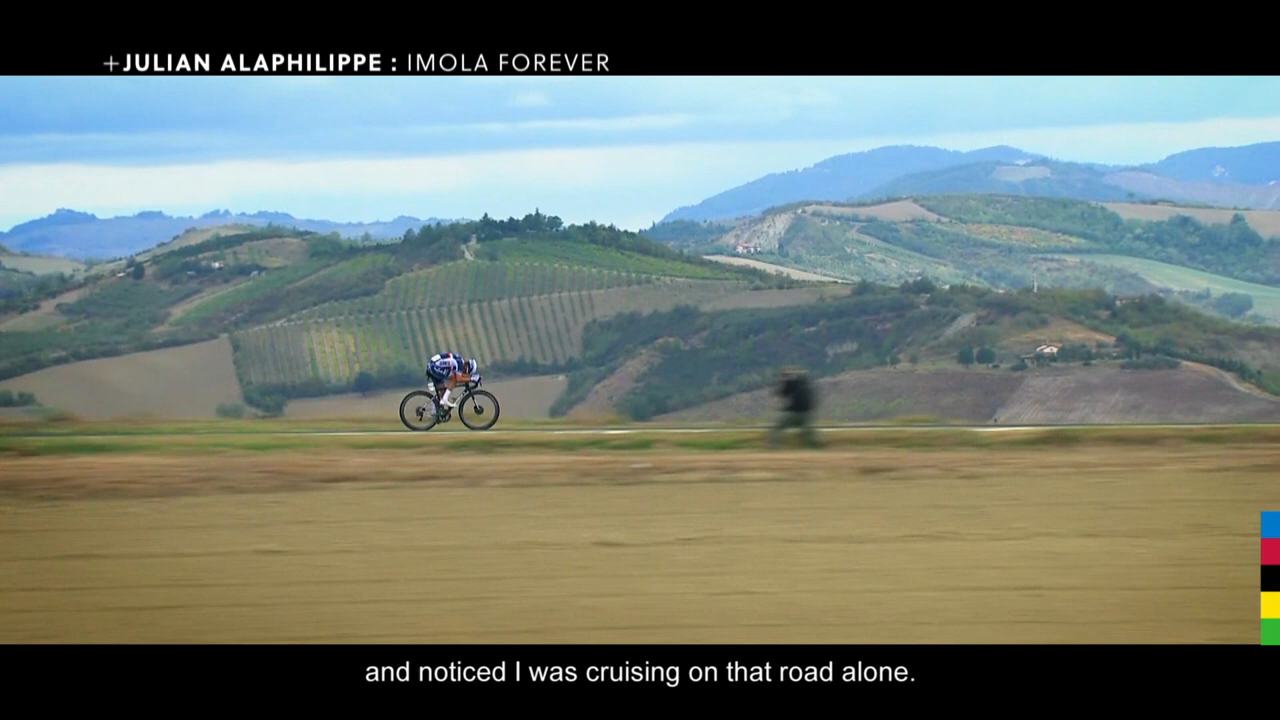 +JULIAN ALAPHILIPPE : IMOLA FOREVER
and noticed I was cruising on that road alone.